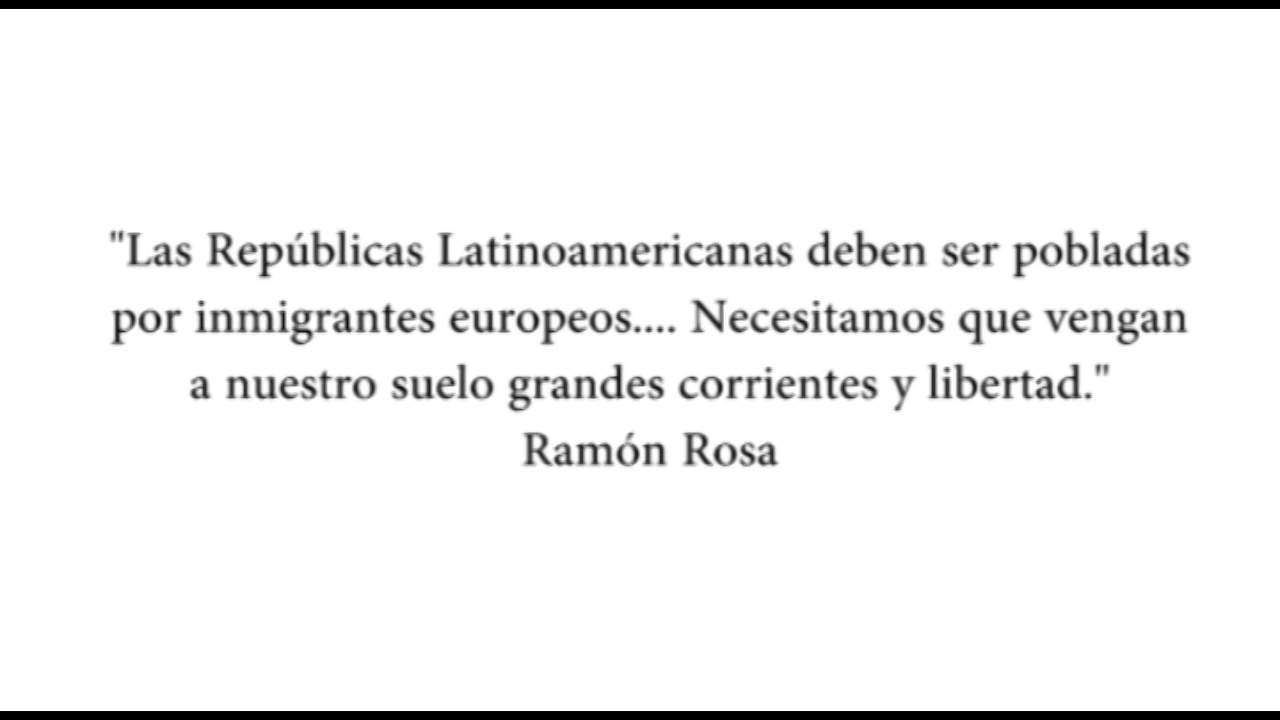 "Las Repúblicas Latinoamericanas deben ser pobladas
por inmigrantes europeos.... Necesitamos que vengan
a nuestro suelo grandes corrientes y libertad."
Ramón Rosa